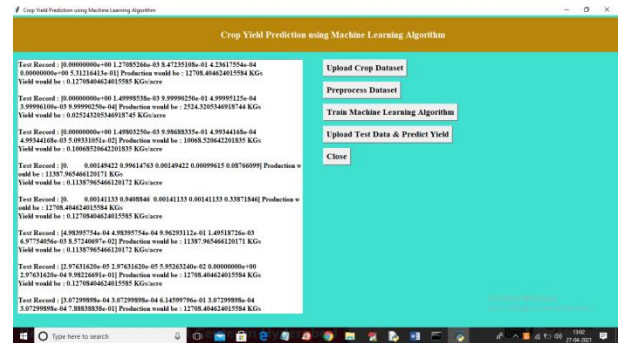 Crop Yield Prediction using Machine Learning Algorithm
Crop Yield Prediction using Machine Learning Algorithm
Test Record : [0.00000000e+00 1.27085266e-03 8.47235108e-01 4.23617554e-04
0.00000000e+00 5.31216413e-01] Production would be : 12708.404624015584 KGs
Yield would be : 0.12708404624015585 KGs/acre
Test Record : [0.00000000e+00 1.49998538e-03 9.99990250e-01 4.99995125e-04
3.99996100e-03 9.99990250e-04] Production would be : 2524.3205346918744 KGs
Yield would be : 0.025243205346918745 KGs/acre
Test Record : [0.00000000e+00 1.49803250e-03 9.98688335e-01 4.99344168e-04
4.99344168e-03 5.09331051e-02] Production would be : 10068.520642201835 KGs
Yield would be : 0.10068520642201835 KGs/acre
Test Record : [0. 0.00149422 0.99614763 0.00149422 0.00099615 0.08766099] Production w
ould be : 11387.965466120171 KGs
Yield would be : 0.11387965466120172 KGs/acre
Test Record : [0. 0.00141133 0.9408846 0.00141133 0.00141133 0.33871846] Production w
ould be : 12708.404624015584 KGs
Yield would be : 0.12708404624015585 KGs/acre
Test Record : [4.98395754e-04 4.98395754e-04 9.96293112e-01 1.49518726e-03
6.97754056e-03 8.57240697e-02] Production would be : 11387.965466120171 KGs
Yield would be : 0.11387965466120172 KGs/acre
Test Record : [2.97631620e-05 2.97631620e-05 5.95263240e-02 0.00000000e+00
2.97631620e-04 9.98226691e-01] Production would be : 12708.404624015584 KGs
Yield would be : 0.12708404624015585 KGs/acre
Test Record : [3.07299898e-04 3.07299898e-04 6.14599796e-01 3.07299898e-04
3.07299898e-04 7.88838838e-01] Production would be : 12708.404624015584 KGs
Upload Crop Dataset
Preprocess Dataset
Train Machine Learning Algorithm
Upload Test Data & Predict Yield
Close
Type here to search
13:02
27-04-2021